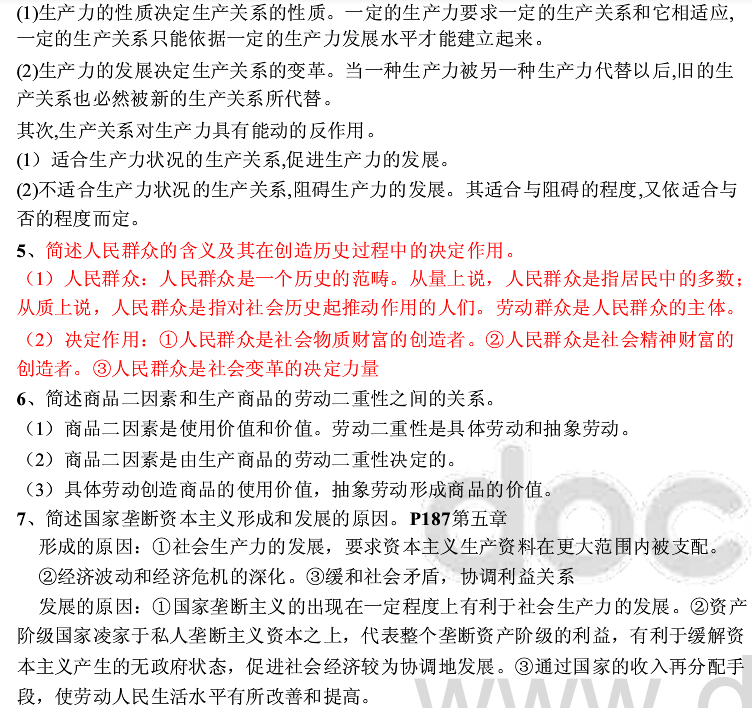 (1)生产力的性质决定生产关系的性质。一定的生产力要求一定的生产关系和它相适应,
一定的生产关系只能依据一定的生产力发展水平才能建立起来。
(2)生产力的发展决定生产关系的变革。当一种生产力被另一种生产力代替以后,旧的生
产关系也必然被新的生产关系所代替。
其次,生产关系对生产力具有能动的反作用。
(1）适合生产力状况的生产关系,促进生产力的发展。
(2)不适合生产力状况的生产关系,阻碍生产力的发展。其适合与阻碍的程度,又依适合与
否的程度而定。
5、简述人民群众的含义及其在创造历史过程中的决定作用。
（1）人民群众：人民群众是一个历史的范畴。从量上说，人民群众是指居民中的多数；
从质上说，人民群众是指对社会历史起推动作用的人们。劳动群众是人民群众的主体。
（2）决定作用：①人民群众是社会物质财富的创造者。②人民群众是社会精神财富的
创造者。③人民群众是社会变革的决定力量
6、简述商品二因素和生产商品的劳动二重性之间的关系。
（1）商品二因素是使用价值和价值。劳动二重性是具体劳动和抽象劳动。
（2）商品二因素是由生产商品的劳动二重性决定的。
（3）具体劳动创造商品的使用价值，抽象劳动形成商品的价值。
7、简述国家垄断资本主义形成和发展的原因。P187第五章
形成的原因：①社会生产力的发展，要求资本主义生产资料在更大范围内被支配。
②经济波动和经济危机的深化。③缓和社会矛盾，协调利益关系
发展的原因：①国家垄断主义的出现在一定程度上有利于社会生产力的发展。②资产
阶级国家凌家于私人垄断主义资本之上，代表整个垄断资产阶级的利益，有利于缓解资
本主义产生的无政府状态，促进社会经济较为协调地发展。③通过国家的收入再分配手
段，使劳动人民生活水平有所改善和提高。
doc
www.d